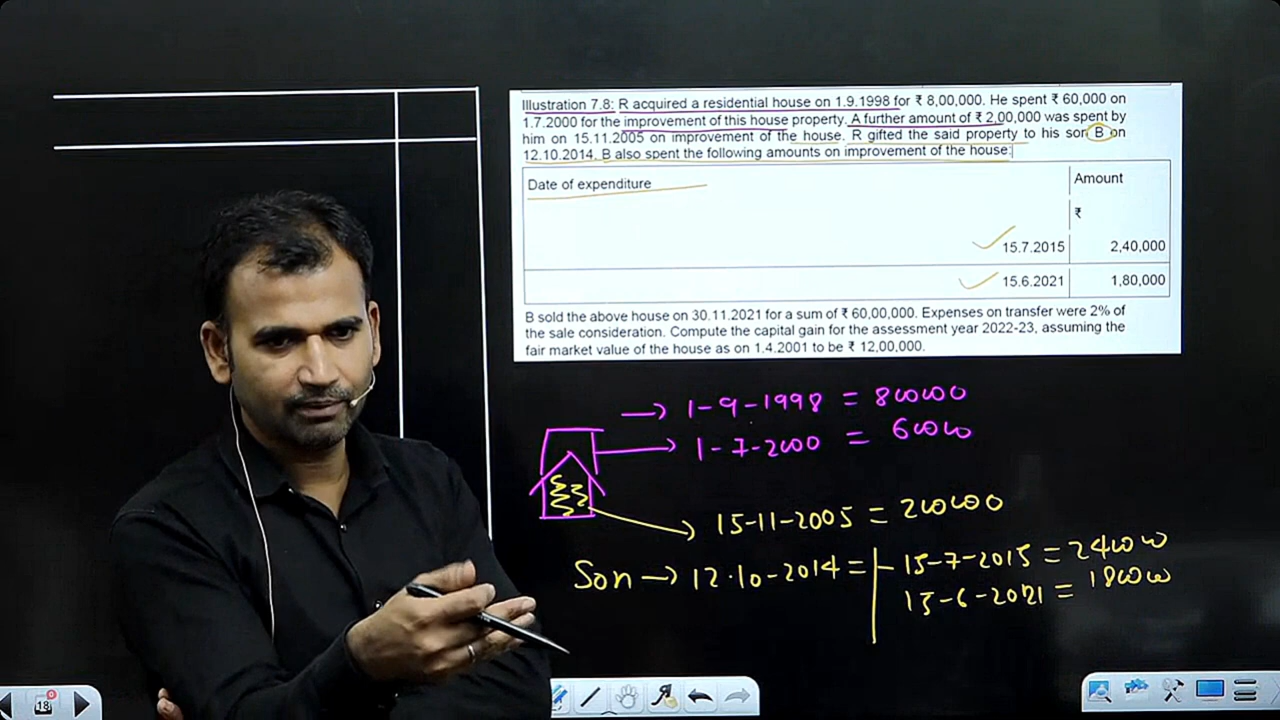 Illustration 7.8: R acquired a residential house on 1.9.1998 for ₹ 8,00,000. He spent ₹ 60,000 on
1.7.2000 for the improvement of this house property. A further amount of ₹ 2,00,000 was spent by
him on 15.11.2005 on improvement of the house. R gifted the said property to his son B on
12.10.2014. B also spent the following amounts on improvement of the house:
Date of expenditure Amount
₹
15.7.2015 2,40,000
15.6.2021 1,80,000
B sold the above house on 30.11.2021 for a sum of ₹ 60,00,000. Expenses on transfer were 2% of
the sale consideration. Compute the capital gain for the assessment year 2022-23, assuming the
fair market value of the house as on 1.4.2001 to be ₹ 12,00,000.
→ 1-9-1998 = 800000
→ 1-7-2000 = 60000
→ 15-11-2005 = 200000
Son → 12-10-2014 = - 15-7-2015 = 240000
15-6-2021 = 180000
18